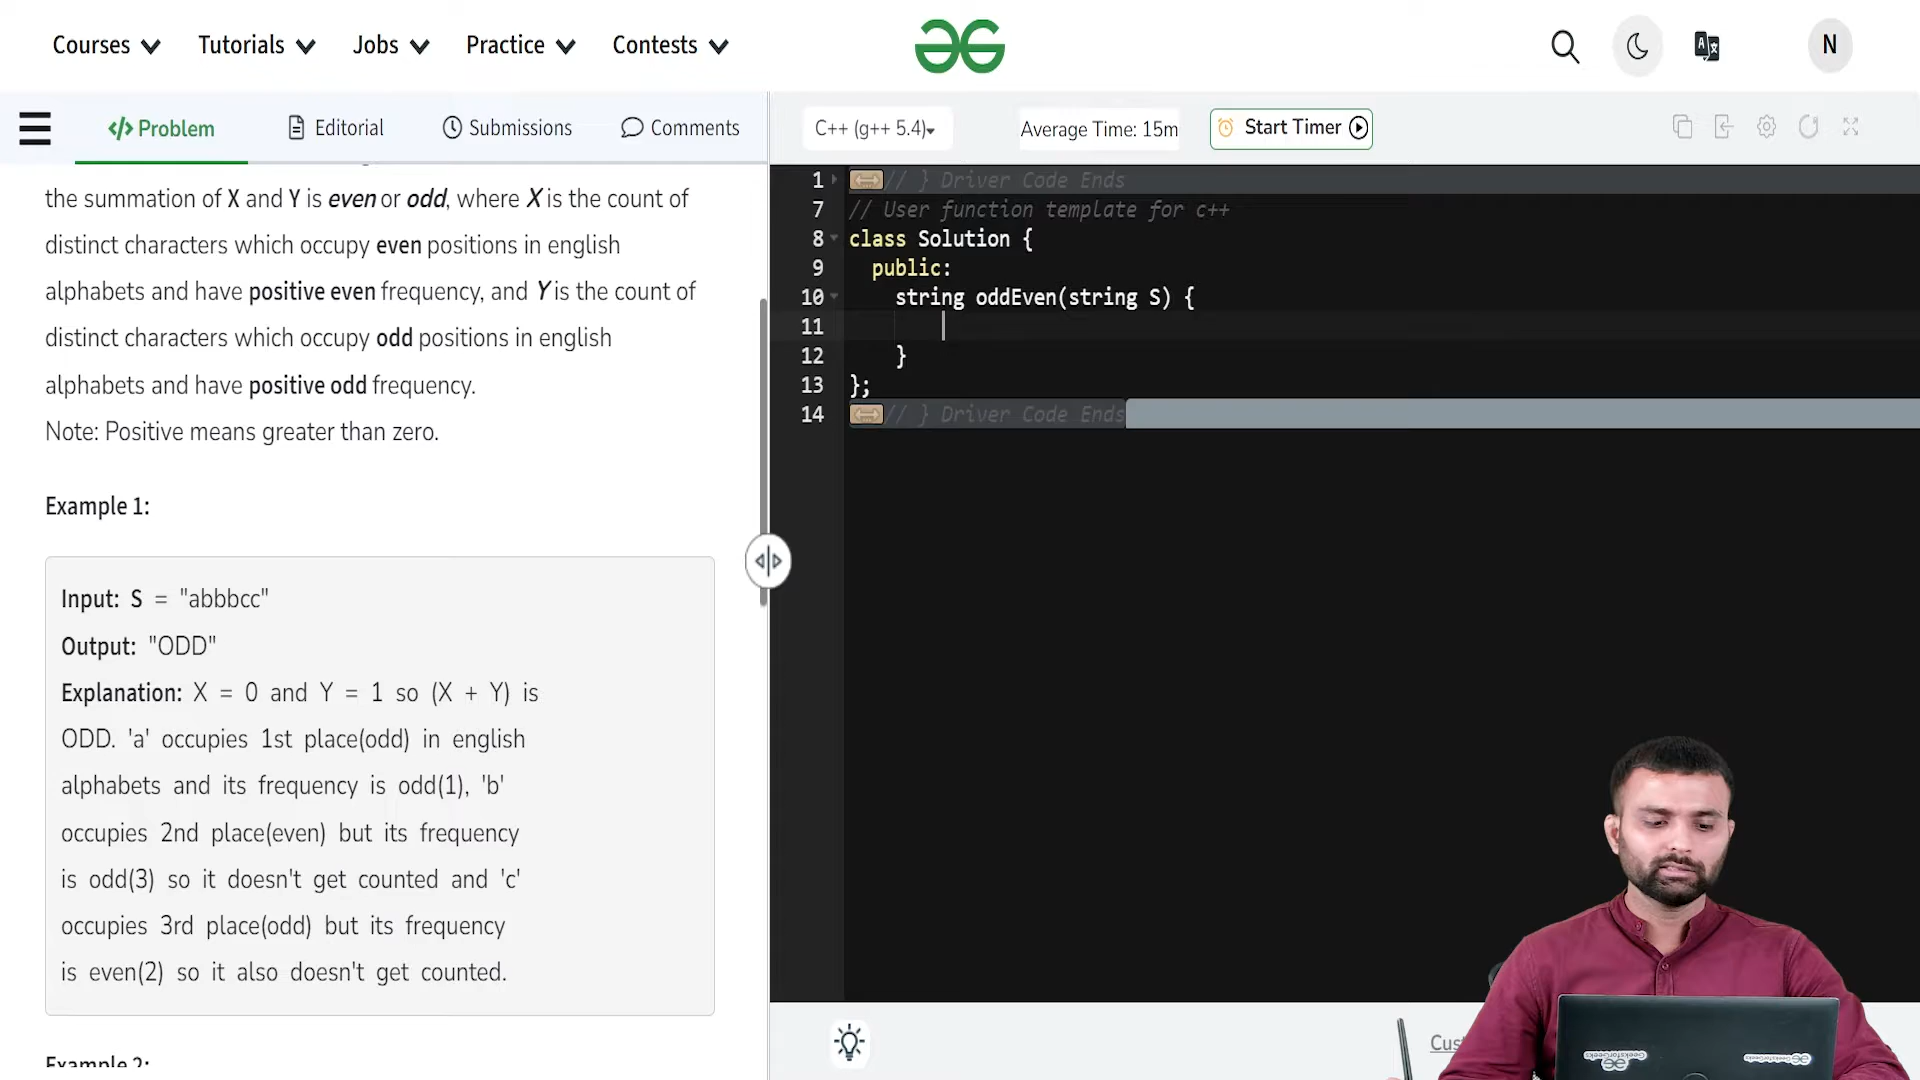 Courses
Tutorials
Jobs
Practice
Contests
N
Problem
Editorial
Submissions
Comments
C++ (g++ 5.4)
Average Time: 15m
Start Timer
the summation of X and Y is even or odd, where X is the count of
distinct characters which occupy even positions in english
alphabets and have positive even frequency, and Y is the count of
distinct characters which occupy odd positions in english
alphabets and have positive odd frequency.
Note: Positive means greater than zero.
Example 1:
Input: S = "abbbcc"
Output: "ODD"
Explanation: X = 0 and Y = 1 so (X + Y) is
ODD. 'a' occupies 1st place(odd) in english
alphabets and its frequency is odd(1), 'b'
occupies 2nd place(even) but its frequency
is odd(3) so it doesn't get counted and 'c'
occupies 3rd place(odd) but its frequency
is even(2) so it also doesn't get counted.
Example 2:
1 // } Driver Code Ends
7 // User function template for c++
8 class Solution {
9 public:
10 string oddEven(string S) {
11
12 }
13 };
14 // } Driver Code Ends
Cust
GeeksforGeeks
GeeksforGeeks